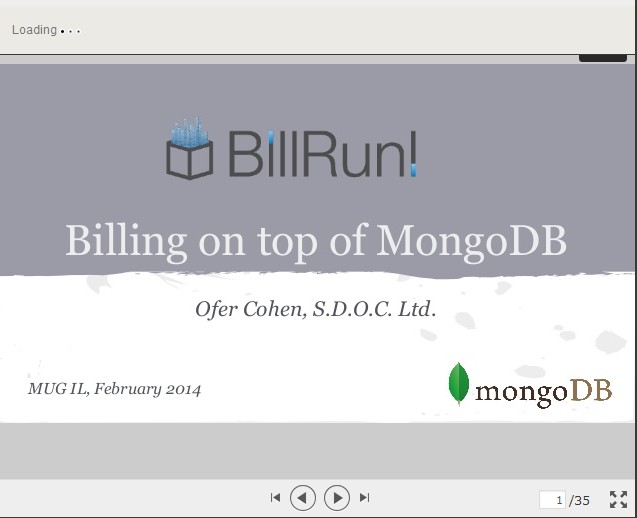 Loading...
BillRun!
Billing on top of MongoDB
Ofer Cohen, S.D.O.C. Ltd.
MUG IL, February 2014
mongoDB
1 /35